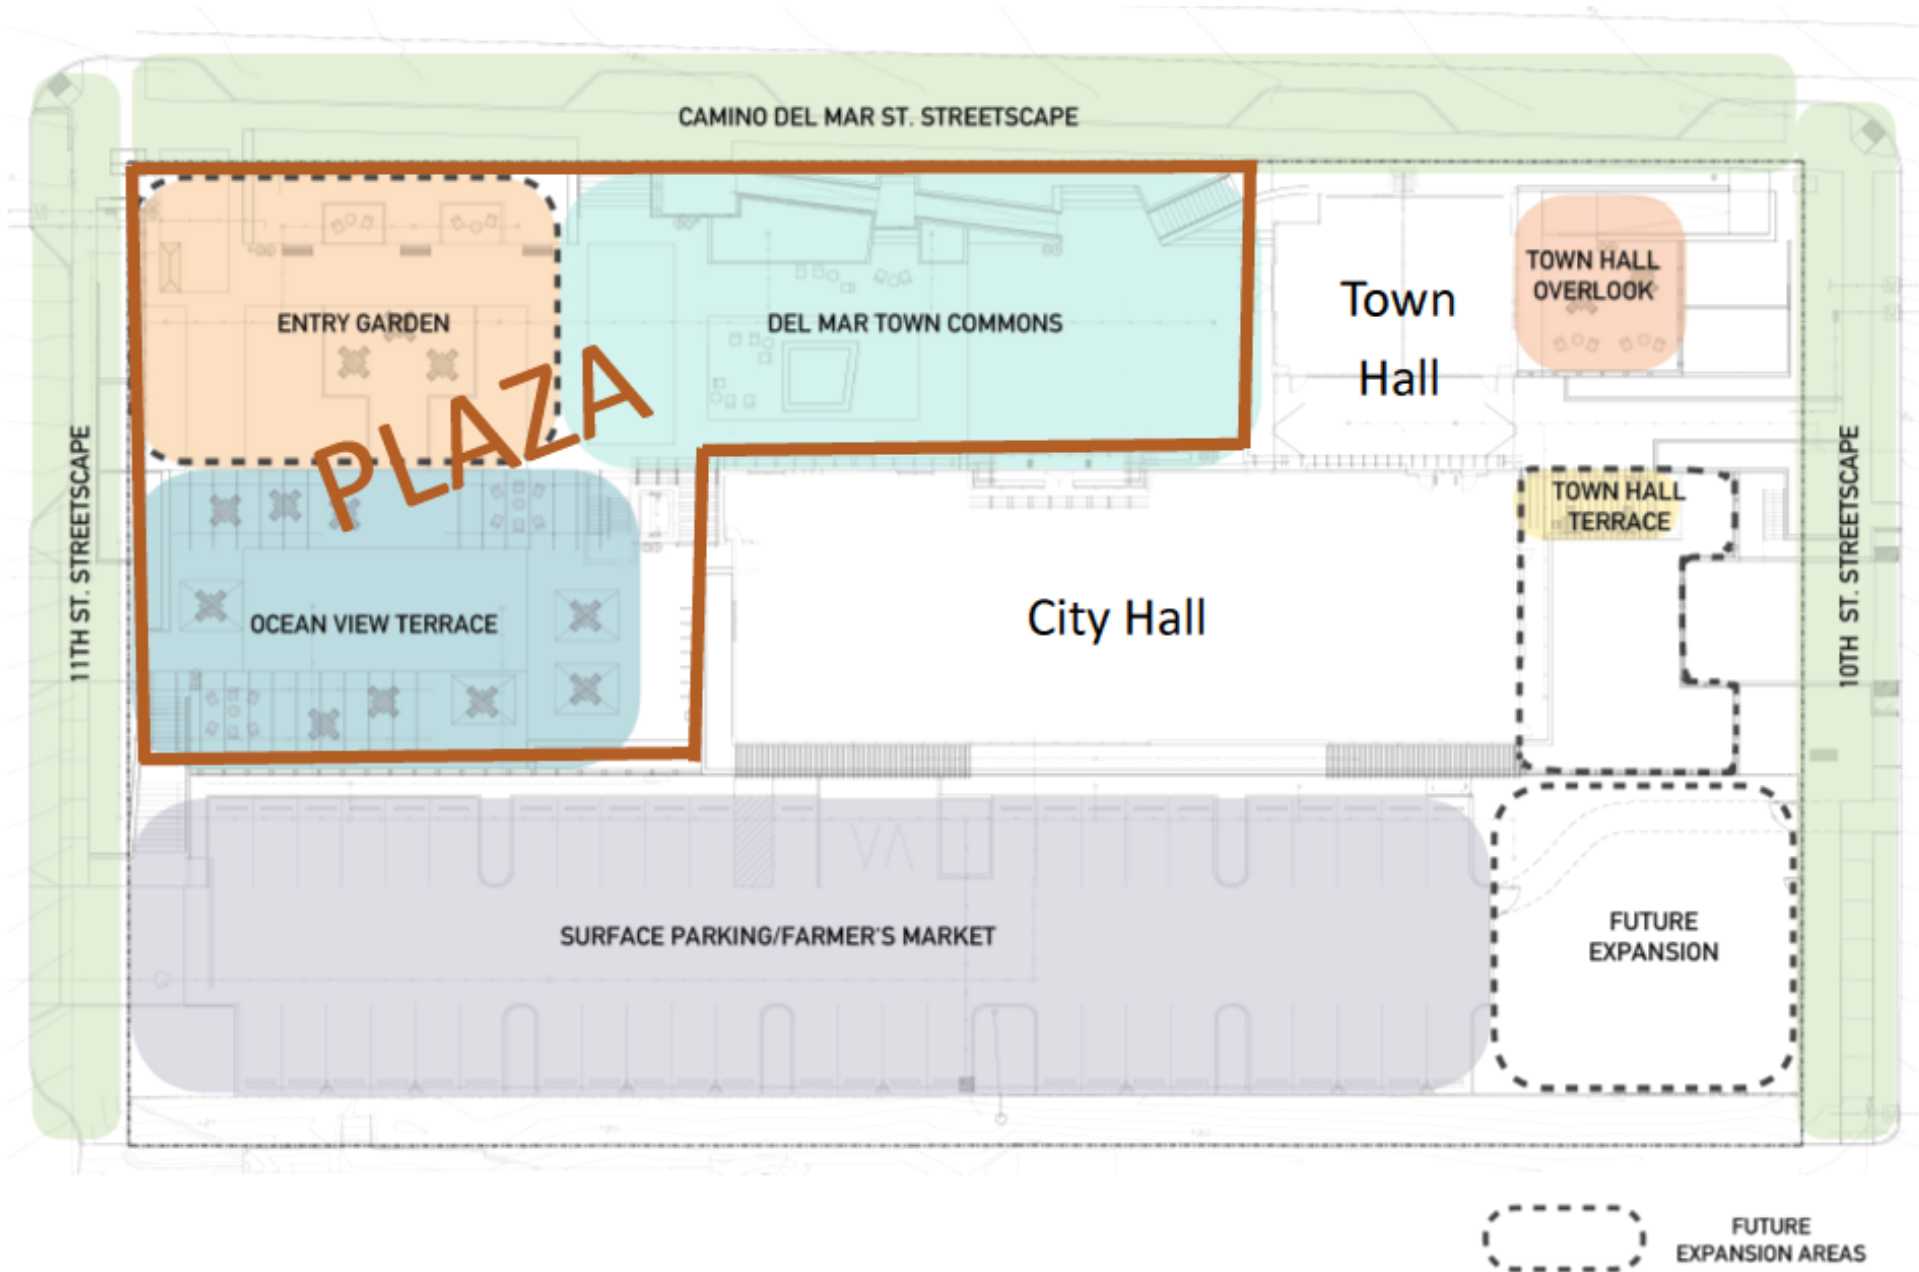 CAMINO DEL MAR ST. STREETSCAPE
ENTRY GARDEN
DEL MAR TOWN COMMONS
Town
Hall
TOWN HALL
OVERLOOK
PLAZA
11TH ST. STREETSCAPE
OCEAN VIEW TERRACE
City Hall
TOWN HALL
TERRACE
10TH ST. STREETSCAPE
SURFACE PARKING/FARMER'S MARKET
FUTURE
EXPANSION
FUTURE
EXPANSION AREAS